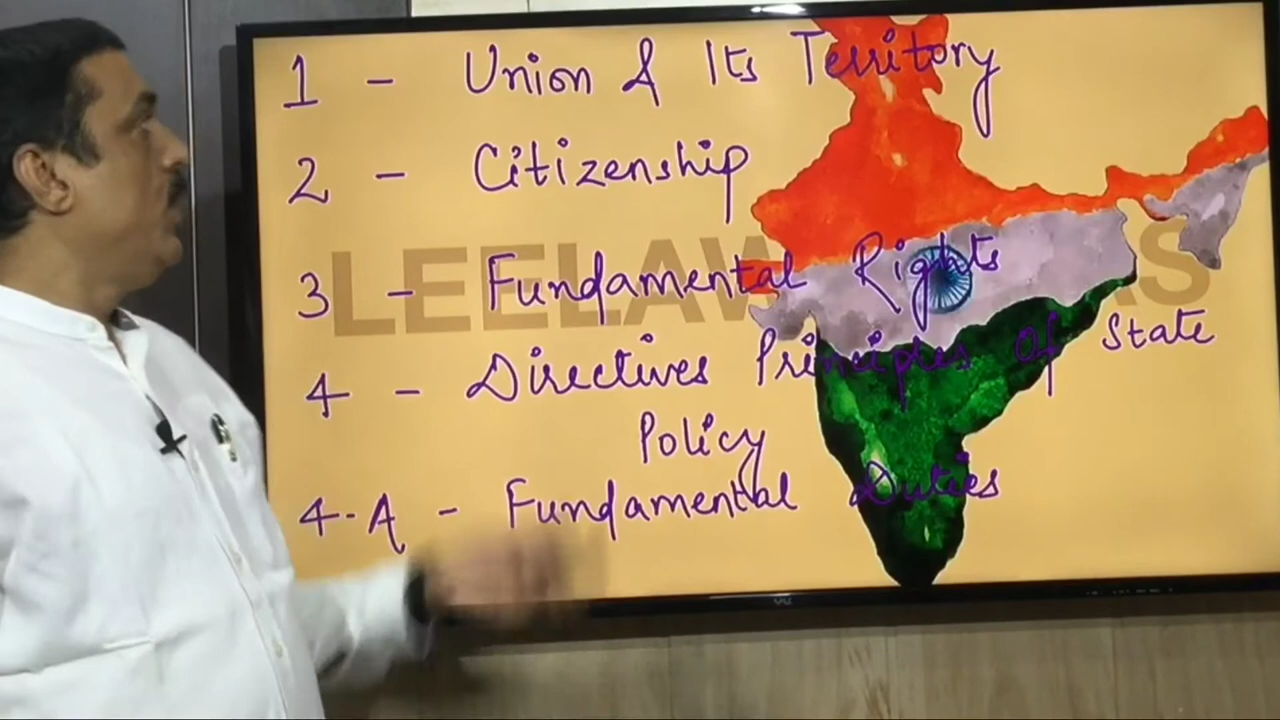 1 - Union & Its Territory
2 - Citizenship
3 - Fundamental Rights
4 - Directives Principles Of State
Policy
4-A - Fundamental Duties